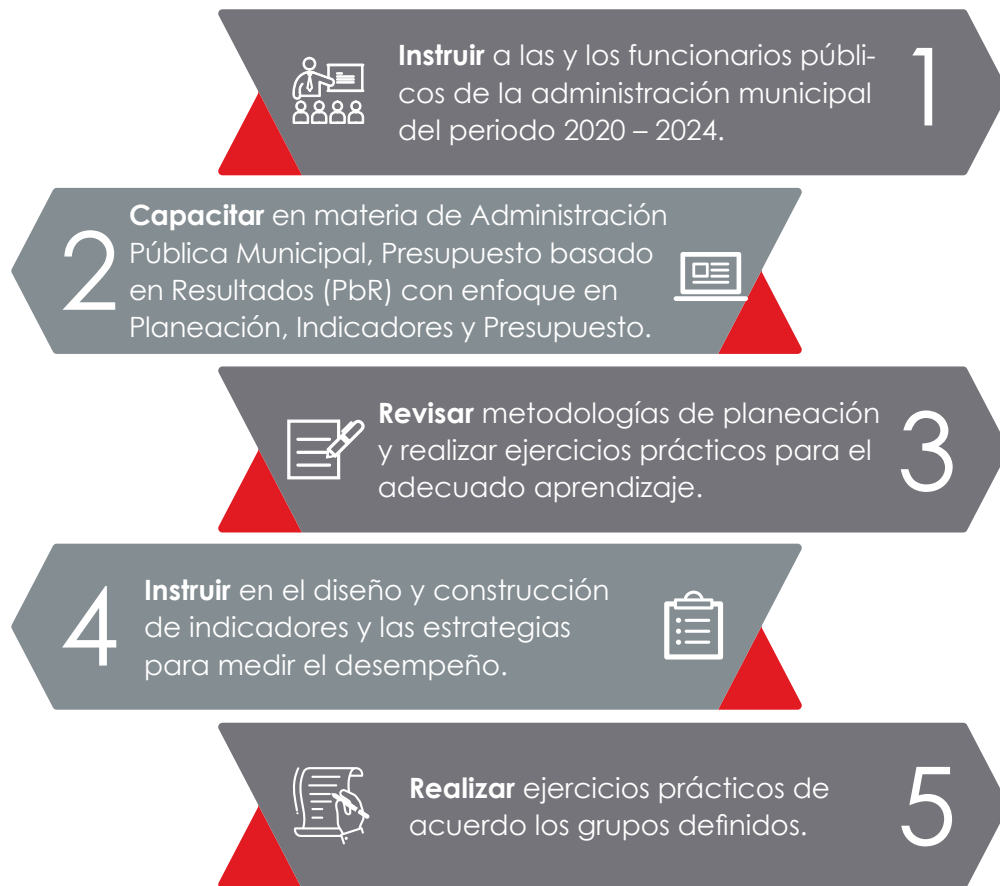 Instruir a las y los funcionarios públi-
cos de la administración municipal
del periodo 2020 – 2024.
1
Capacitar en materia de Administración
Pública Municipal, Presupuesto basado
en Resultados (PbR) con enfoque en
Planeación, Indicadores y Presupuesto.
2
Revisar metodologías de planeación
y realizar ejercicios prácticos para el
adecuado aprendizaje.
3
Instruir en el diseño y construcción
de indicadores y las estrategias
para medir el desempeño.
4
Realizar ejercicios prácticos de
acuerdo los grupos definidos.
5